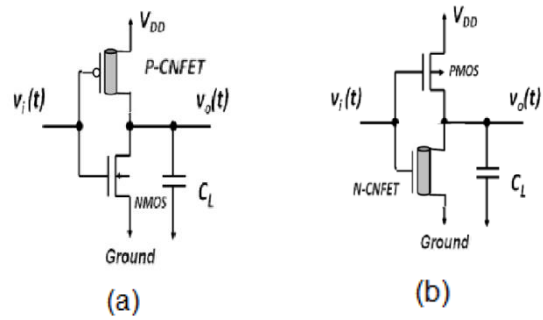 V_DD
P-CNFET
v_i(t)
v_o(t)
NMOS
C_L
Ground
(a)
V_DD
PMOS
v_i(t)
v_o(t)
N-CNFET
C_L
Ground
(b)